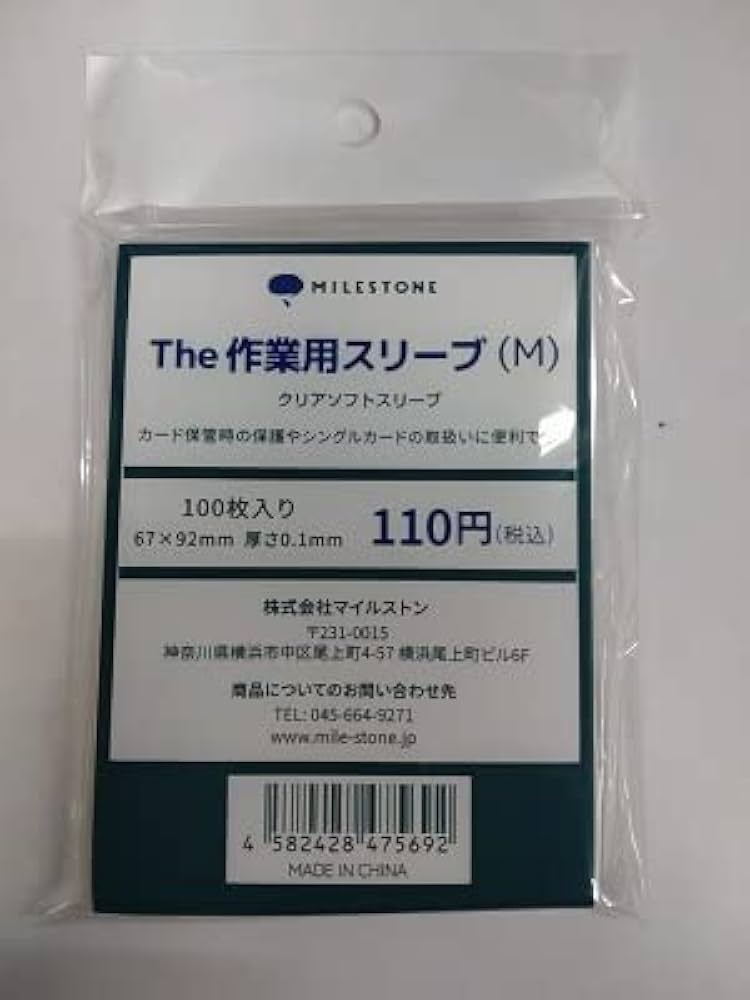 MILESTONE
The 作業用スリーブ (M)
クリアソフトスリーブ
カード保管時の保護やシングルカードの取扱いに便利で
100枚入り
67×92mm 厚さ0.1mm
110円(税込)
株式会社マイルストン
〒231-0015
神奈川県横浜市中区尾上町4-57 横浜尾上町ビル6F
商品についてのお問い合わせ先
TEL: 045-664-9271
www.mile-stone.jp
4 582428 475692
MADE IN CHINA